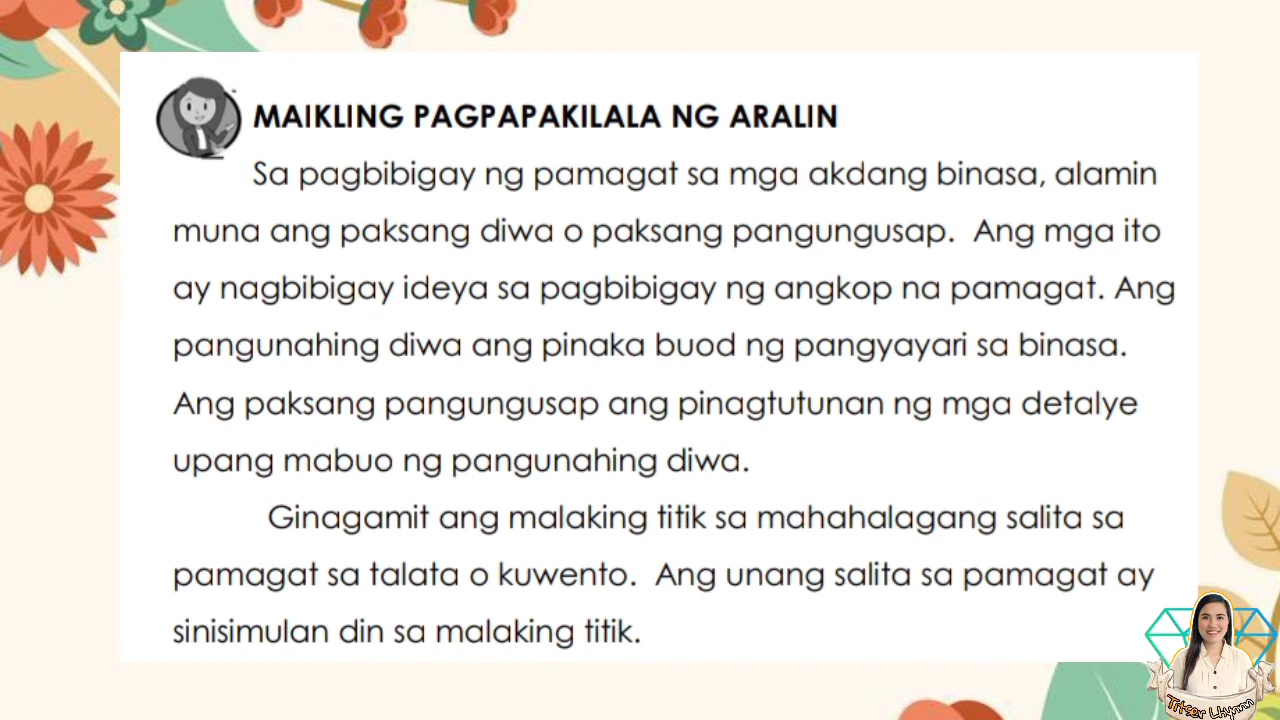 MAIKLING PAGPAPAKILALA NG ARALIN
Sa pagbibigay ng pamagat sa mga akdang binasa, alamin
muna ang paksang diwa o paksang pangungusap. Ang mga ito
ay nagbibigay ideya sa pagbibigay ng angkop na pamagat. Ang
pangunahing diwa ang pinaka buod ng pangyayari sa binasa.
Ang paksang pangungusap ang pinagtutunan ng mga detalye
upang mabuo ng pangunahing diwa.
Ginagamit ang malaking titik sa mahahalagang salita sa
pamagat sa talata o kuwento. Ang unang salita sa pamagat ay
sinisimulan din sa malaking titik.